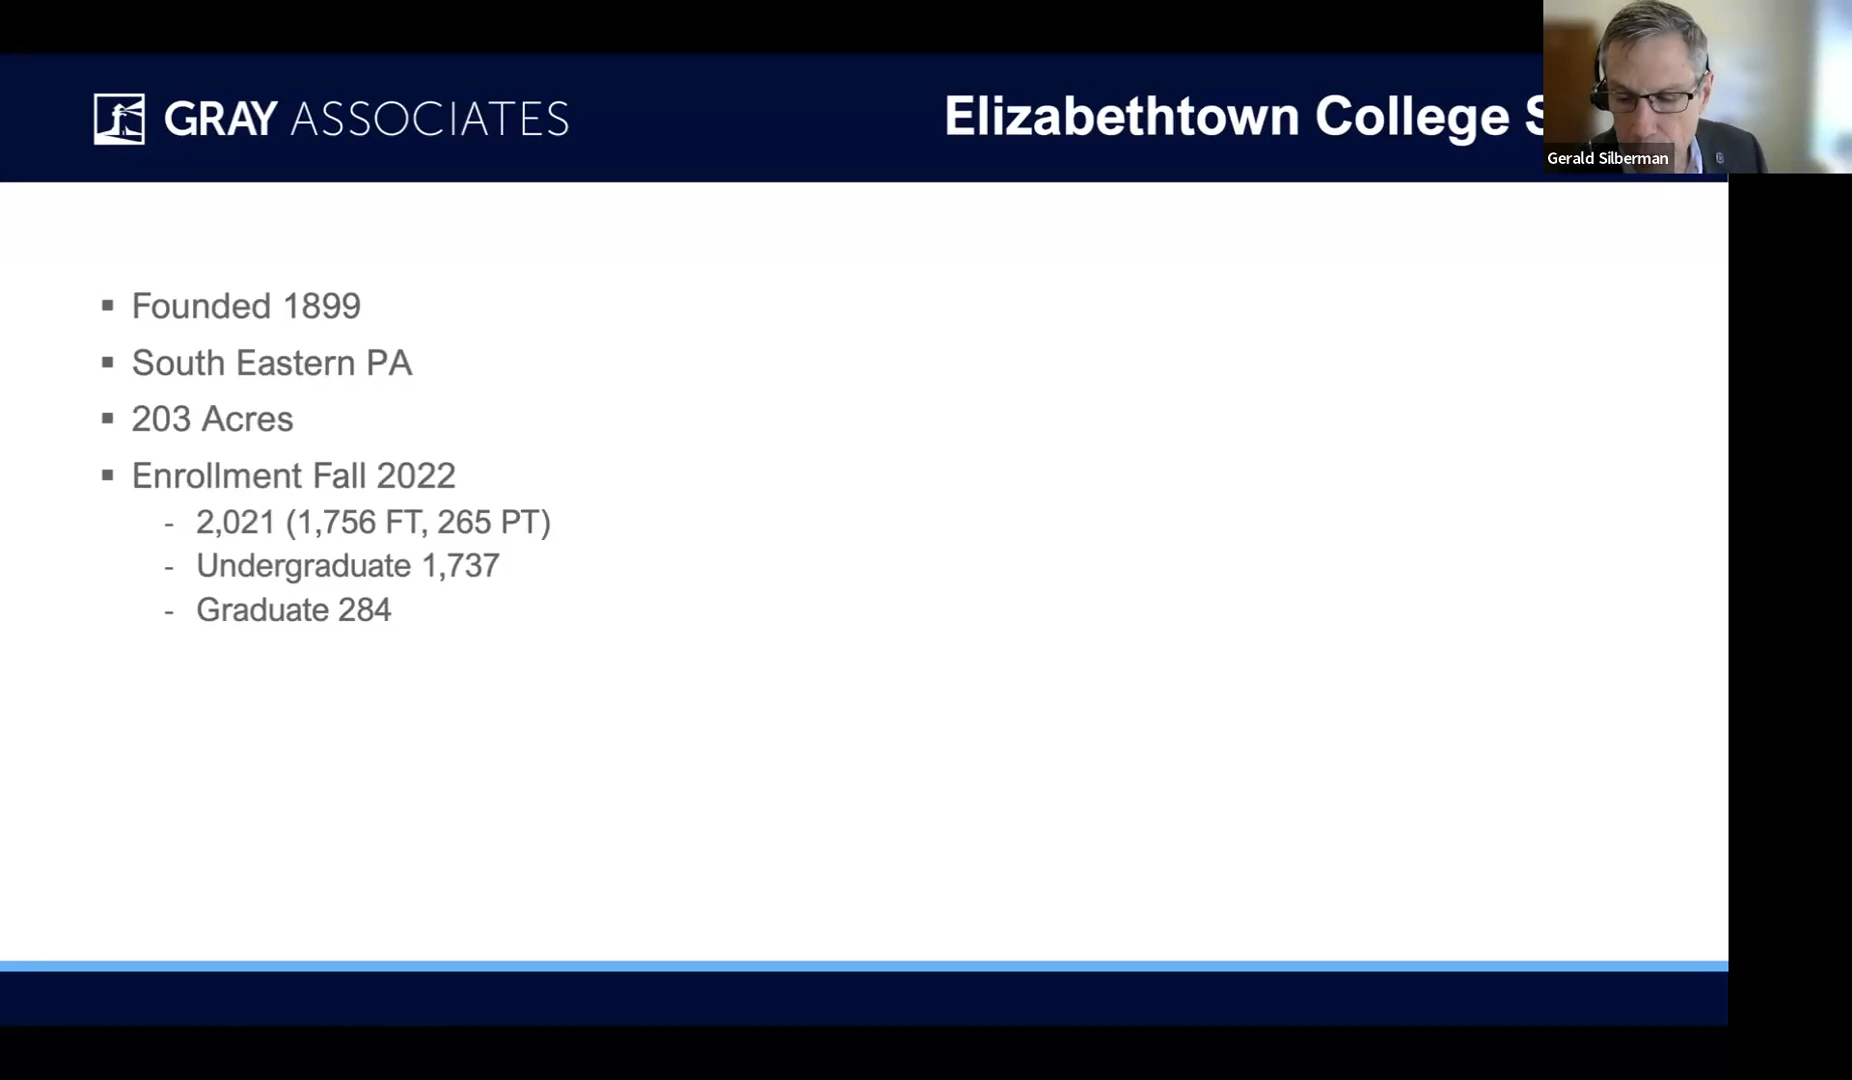 GRAY ASSOCIATES
Elizabethtown College
Gerald Silberman
▪ Founded 1899
▪ South Eastern PA
▪ 203 Acres
▪ Enrollment Fall 2022
- 2,021 (1,756 FT, 265 PT)
- Undergraduate 1,737
- Graduate 284